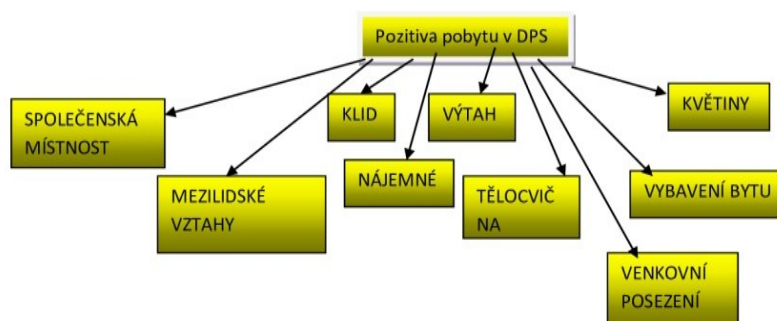 Pozitiva pobytu v DPS
SPOLEČENSKÁ
MÍSTNOST
MEZILIDSKÉ
VZTAHY
KLID
NÁJEMNÉ
VÝTAH
TĚLOCVIČ
NA
VENKOVNÍ
POSEZENÍ
VYBAVENÍ BYTU
KVĚTINY